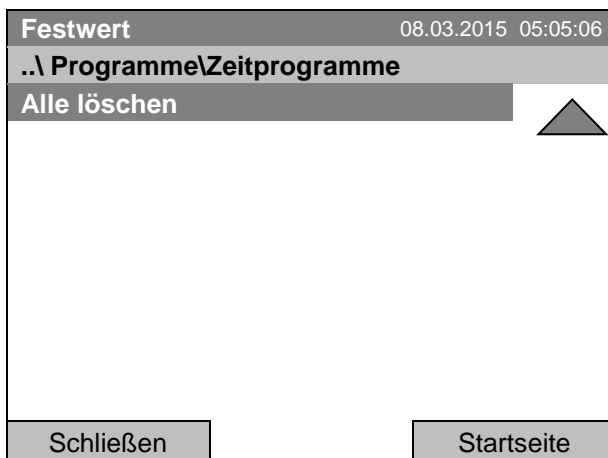 Festwert 08.03.2015 05:05:06
..\ Programme\Zeitprogramme
Alle löschen
Schließen Startseite